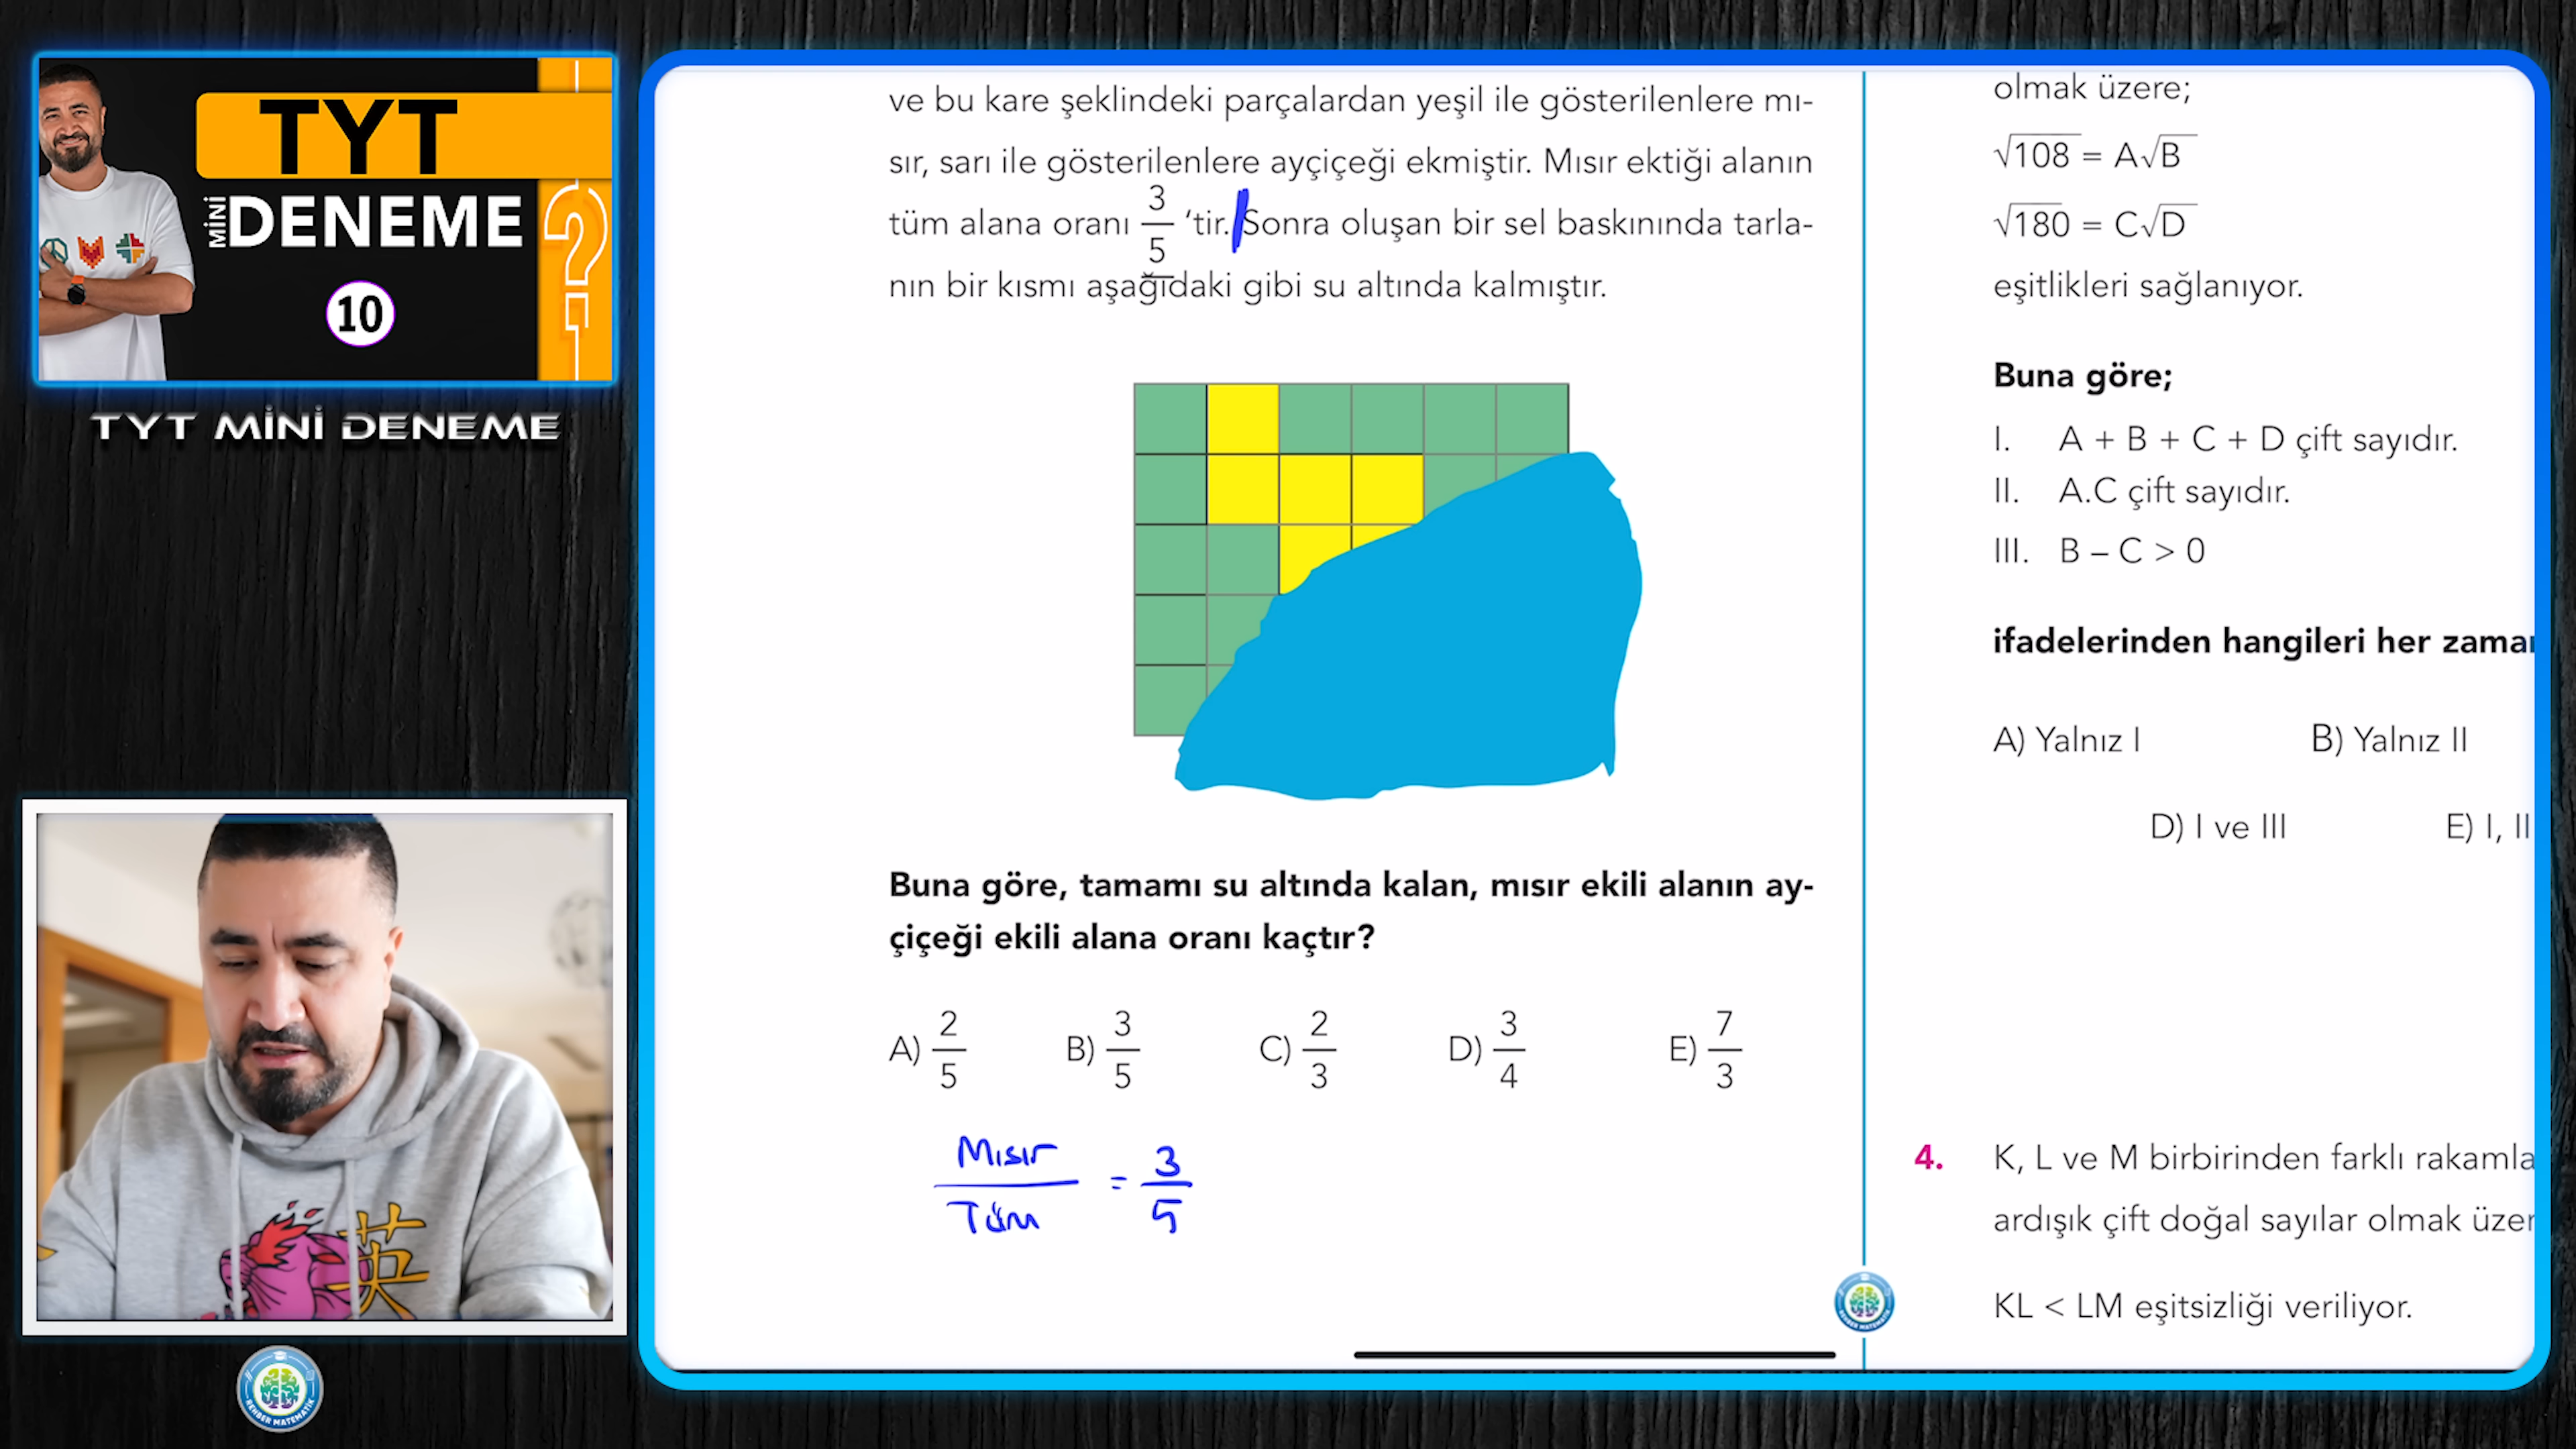 TYT
MİNİ DENEME
10
TYT MİNİ DENEME
ve bu kare şeklindeki parçalardan yeşil ile gösterilenlere mı-
sır, sarı ile gösterilenlere ayçiçeği ekmiştir. Mısır ektiği alanın
tüm alana oranı 3/5 'tir. Sonra oluşan bir sel baskınında tarla-
nın bir kısmı aşağıdaki gibi su altında kalmıştır.
Buna göre, tamamı su altında kalan, mısır ekili alanın ay-
çiçeği ekili alana oranı kaçtır?
A) 2/5 B) 3/5 C) 2/3 D) 3/4 E) 7/3
Mısır/Tüm = 3/5
olmak üzere;
√108 = A√B
√180 = C√D
eşitlikleri sağlanıyor.
Buna göre;
I. A + B + C + D çift sayıdır.
II. A.C çift sayıdır.
III. B – C > 0
ifadelerinden hangileri her zama
A) Yalnız I B) Yalnız II
D) I ve III E) I, II
4. K, L ve M birbirinden farklı rakamla
ardışık çift doğal sayılar olmak üzer
KL < LM eşitsizliği veriliyor.
REHBER MATEMATİK
REHBER MATEMATİK
英